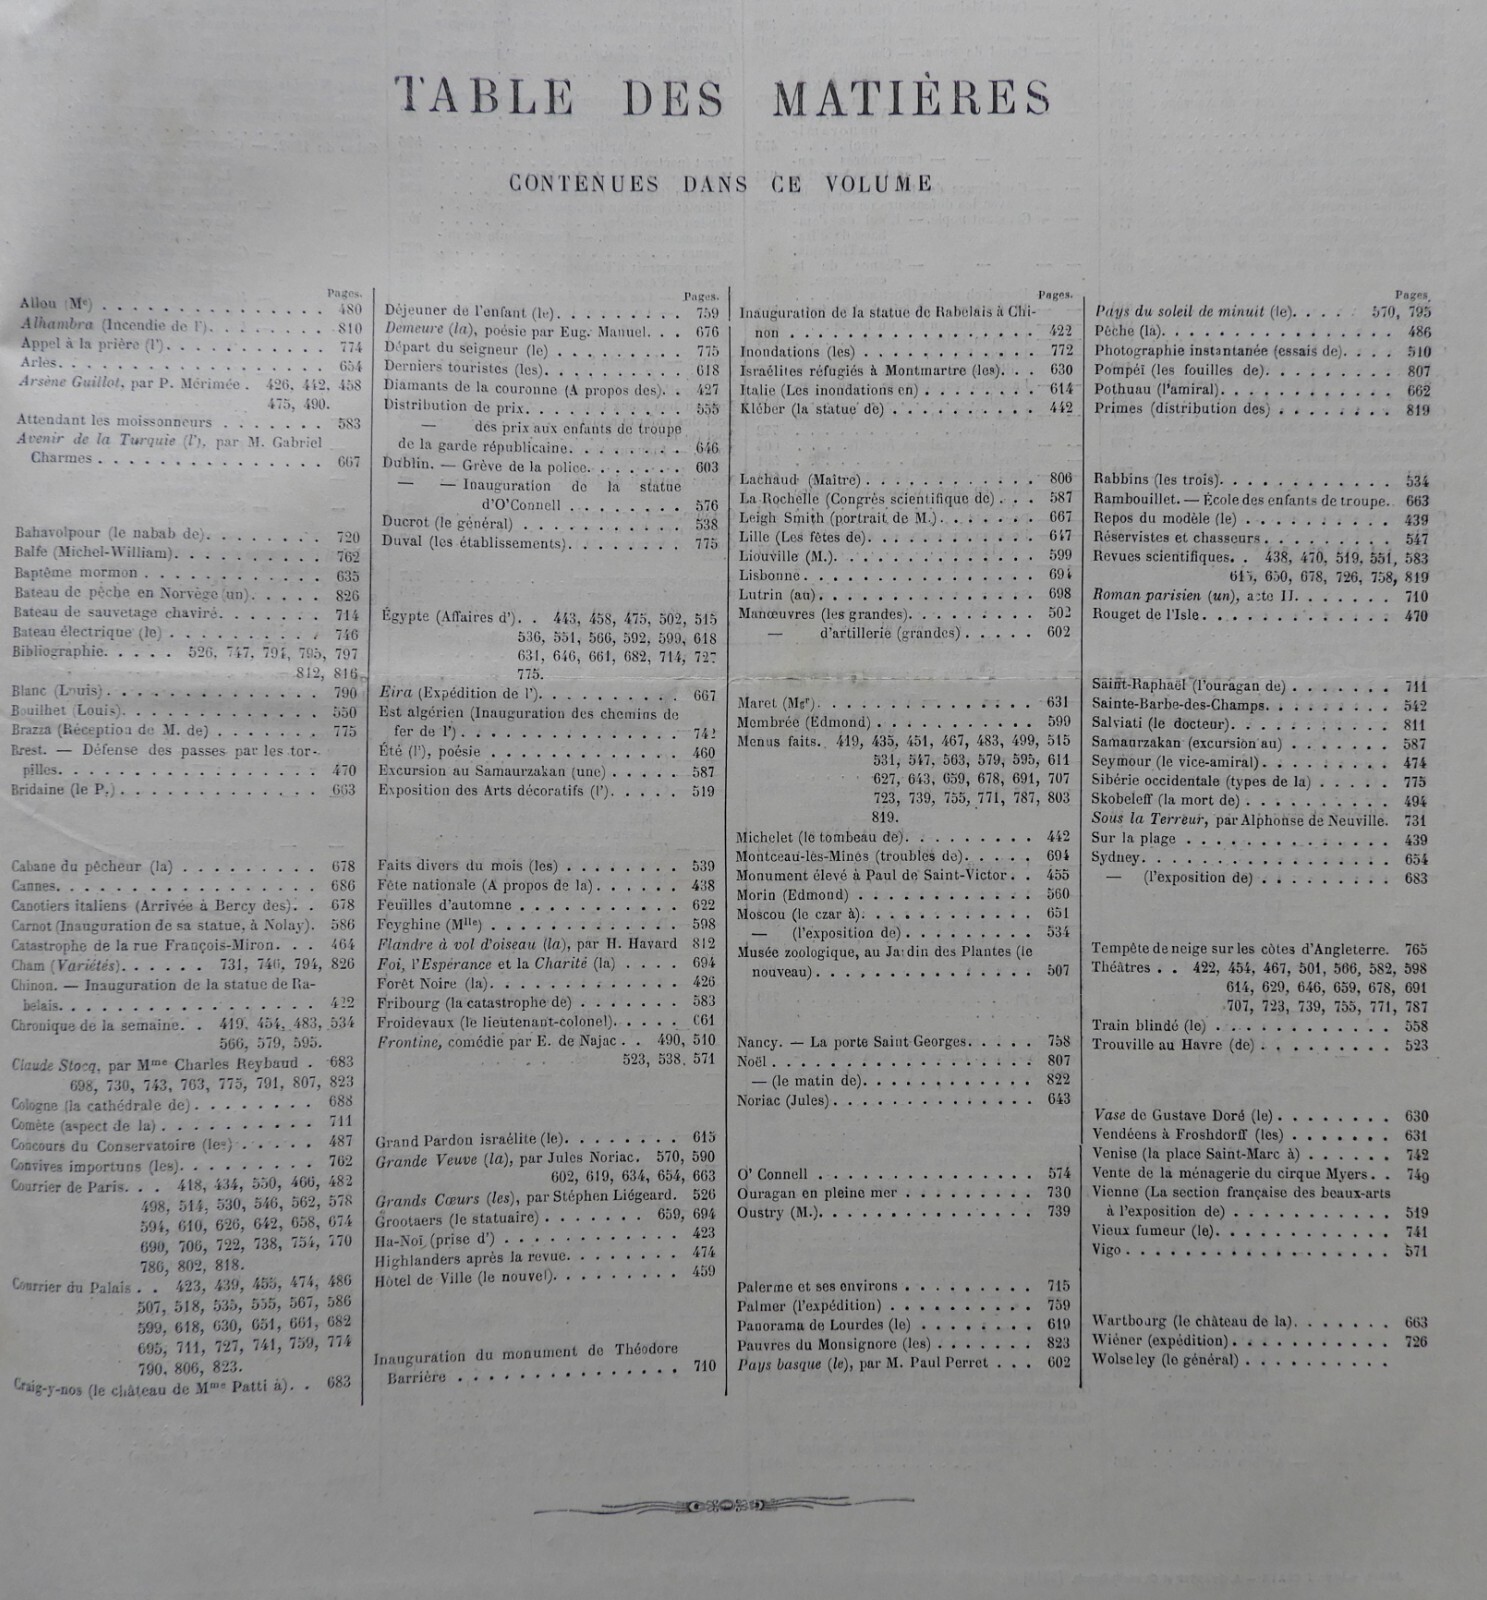 TABLE DES MATIÈRES
CONTENUES DANS CE VOLUME
Pages.
Allou (Me) . . . . . . . . . . . . . . . 480
Alhambra (Incendie de l'). . . . . . . . 810
Appel à la prière (l'). . . . . . . . . . . 774
Arles. . . . . . . . . . . . . . . . . . 654
Arsène Guillot, par P. Mérimée . 426, 442, 458
475, 490.
Attendant les moissonneurs . . . . . . . 583
Avenir de la Turquie (l'), par M. Gabriel
Charmes . . . . . . . . . . . . . . . 667
Bahavolpour (le nabab de). . . . . . . . 720
Balfe (Michel-William). . . . . . . . . . 762
Baptême mormon . . . . . . . . . . . . 635
Bateau de pêche en Norvège (un). . . . . 826
Bateau de sauvetage chaviré. . . . . . . 714
Bateau électrique (le) . . . . . . . . . . 746
Bibliographie. . . . . 526, 747, 794, 795, 797
812, 816.
Blanc (Louis). . . . . . . . . . . . . . . 790
Bouilhet (Louis). . . . . . . . . . . . . 550
Brazza (Réception de M. de) . . . . . . . 775
Brest. — Défense des passes par les tor-
pilles. . . . . . . . . . . . . . . . . . 470
Bridaine (le P.) . . . . . . . . . . . . . . 663
Cabane du pêcheur (la) . . . . . . . . . 678
Cannes. . . . . . . . . . . . . . . . . . 686
Canotiers italiens (Arrivée à Bercy des). . 678
Carnot (Inauguration de sa statue, à Nolay). 586
Catastrophe de la rue François-Miron. . . 464
Cham (Variétés). . . . . . 731, 746, 794, 826
Chinon. — Inauguration de la statue de Ra-
belais. . . . . . . . . . . . . . . . . . 422
Chronique de la semaine. . 419, 454, 483, 534
566, 579, 595.
Claude Stocq, par Mme Charles Reybaud . 683
698, 730, 743, 763, 775, 791, 807, 823
Cologne (la cathédrale de). . . . . . . . 688
Comète (aspect de la) . . . . . . . . . . 711
Concours du Conservatoire (les) . . . . . 487
Convives importuns (les). . . . . . . . . 762
Courrier de Paris. . . 418, 434, 550, 466, 482
498, 514, 530, 546, 562, 578
594, 610, 626, 642, 658, 674
690, 706, 722, 738, 754, 770
786, 802, 818.
Courrier du Palais . . 423, 439, 455, 474, 486
507, 518, 535, 555, 567, 586
599, 618, 630, 651, 661, 682
695, 711, 727, 741, 759, 774
790, 806, 823.
Craig-y-nos (le château de Mme Patti à). . 683
Pages.
Déjeuner de l'enfant (le). . . . . . . . . 759
Demeure (la), poésie par Eug. Manuel. . . 676
Départ du seigneur (le) . . . . . . . . . 775
Derniers touristes (les). . . . . . . . . . 618
Diamants de la couronne (A propos des). . 427
Distribution de prix. . . . . . . . . . . . 555
— des prix aux enfants de troupe
de la garde républicaine. . . . . . . . 646
Dublin. — Grève de la police. . . . . . . 603
— — Inauguration de la statue
d'O'Connell . . . . . . . . 576
Ducrot (le général) . . . . . . . . . . . 538
Duval (les établissements). . . . . . . . 775
Égypte (Affaires d'). . 443, 458, 475, 502, 515
536, 551, 566, 592, 599, 618
631, 646, 661, 682, 714, 727
775.
Eira (Expédition de l'). . . . . . . . . . 667
Est algérien (Inauguration des chemins de
fer de l') . . . . . . . . . . . . . . . . 742
Été (l'), poésie . . . . . . . . . . . . . 460
Excursion au Samaurzakan (une) . . . . . 587
Exposition des Arts décoratifs (l'). . . . . 519
Faits divers du mois (les) . . . . . . . . 539
Fête nationale (A propos de la). . . . . . 438
Feuilles d'automne . . . . . . . . . . . 622
Feyghine (Mlle) . . . . . . . . . . . . . 598
Flandre à vol d'oiseau (la), par H. Havard 812
Foi, l'Espérance et la Charité (la) . . . . 694
Forêt Noire (la). . . . . . . . . . . . . 426
Fribourg (la catastrophe de) . . . . . . . 583
Froidevaux (le lieutenant-colonel). . . . . 661
Frontine, comédie par E. de Najac . . 490, 510
523, 538, 571
Grand Pardon israélite (le). . . . . . . . 615
Grande Veuve (la), par Jules Noriac. 570, 590
602, 619, 634, 654, 663
Grands Cœurs (les), par Stéphen Liégeard. 526
Grootaers (le statuaire) . . . . . . . 659, 694
Ha-Noï (prise d') . . . . . . . . . . . . 423
Highlanders après la revue. . . . . . . . 474
Hôtel de Ville (le nouvel). . . . . . . . . 459
Inauguration du monument de Théodore
Barrière . . . . . . . . . . . . . . . 710
Pages.
Inauguration de la statue de Rabelais à Chi-
non . . . . . . . . . . . . . . . . . . 422
Inondations (les) . . . . . . . . . . . . 772
Israélites réfugiés à Montmartre (les). . . 630
Italie (Les inondations en) . . . . . . . . 614
Kléber (la statue de) . . . . . . . . . . 442
Lachaud (Maître) . . . . . . . . . . . . 806
La Rochelle (Congrès scientifique de) . . . 587
Leigh Smith (portrait de M.). . . . . . . 667
Lille (Les fêtes de). . . . . . . . . . . . 647
Liouville (M.). . . . . . . . . . . . . . 599
Lisbonne. . . . . . . . . . . . . . . . . 694
Lutrin (au) . . . . . . . . . . . . . . . 698
Manœuvres (les grandes). . . . . . . . . 502
— d'artillerie (grandes) . . . . . 602
Maret (Mgr). . . . . . . . . . . . . . . 631
Membrée (Edmond) . . . . . . . . . . . 599
Menus faits. 419, 435, 451, 467, 483, 499, 515
531, 547, 563, 579, 595, 611
627, 643, 659, 678, 691, 707
723, 739, 755, 771, 787, 803
819.
Michelet (le tombeau de). . . . . . . . . 442
Montceau-lès-Mines (troubles de). . . . . 694
Monument élevé à Paul de Saint-Victor. . 455
Morin (Edmond) . . . . . . . . . . . . 560
Moscou (le czar à). . . . . . . . . . . . 651
— (l'exposition de) . . . . . . . . . 534
Musée zoologique, au Jardin des Plantes (le
nouveau). . . . . . . . . . . . . . . . 507
Nancy. — La porte Saint-Georges. . . . . 758
Noël. . . . . . . . . . . . . . . . . . . 807
— (le matin de). . . . . . . . . . . . . 822
Noriac (Jules). . . . . . . . . . . . . . 643
O' Connell . . . . . . . . . . . . . . . 574
Ouragan en pleine mer . . . . . . . . . 730
Oustry (M.). . . . . . . . . . . . . . . 739
Palerme et ses environs . . . . . . . . . 715
Palmer (l'expédition) . . . . . . . . . . 759
Panorama de Lourdes (le) . . . . . . . . 619
Pauvres du Monsignore (les) . . . . . . . 823
Pays basque (le), par M. Paul Perret . . . 602
Pages.
Pays du soleil de minuit (le). . . . 570, 795
Pêche (la). . . . . . . . . . . . . . . . 486
Photographie instantanée (essais de). . . . 510
Pompéi (les fouilles de). . . . . . . . . . 807
Pothuau (l'amiral). . . . . . . . . . . . 662
Primes (distribution des) . . . . . . . . 819
Rabbins (les trois). . . . . . . . . . . . 534
Rambouillet. — École des enfants de troupe. 663
Repos du modèle (le) . . . . . . . . . . 439
Réservistes et chasseurs . . . . . . . . . 547
Revues scientifiques. . 438, 470, 519, 551, 583
615, 650, 678, 726, 758, 819
Roman parisien (un), acte II. . . . . . . 710
Rouget de l'Isle. . . . . . . . . . . . . 470
Saint-Raphaël (l'ouragan de) . . . . . . . 711
Sainte-Barbe-des-Champs. . . . . . . . . 542
Salviati (le docteur). . . . . . . . . . . 811
Samaurzakan (excursion au) . . . . . . . 587
Seymour (le vice-amiral). . . . . . . . . 474
Sibérie occidentale (types de la) . . . . . 775
Skobeleff (la mort de) . . . . . . . . . . 494
Sous la Terreur, par Alphonse de Neuville. 731
Sur la plage . . . . . . . . . . . . . . 439
Sydney. . . . . . . . . . . . . . . . . . 654
— (l'exposition de) . . . . . . . . . 683
Tempête de neige sur les côtes d'Angleterre. 765
Théâtres . . 422, 454, 467, 501, 566, 582, 598
614, 629, 646, 659, 678, 691
707, 723, 739, 755, 771, 787
Train blindé (le) . . . . . . . . . . . . 558
Trouville au Havre (de) . . . . . . . . . 523
Vase de Gustave Doré (le) . . . . . . . . 630
Vendéens à Froshdorff (les) . . . . . . . 631
Venise (la place Saint-Marc à) . . . . . . 742
Vente de la ménagerie du cirque Myers. . 749
Vienne (La section française des beaux-arts
à l'exposition de) . . . . . . . . . . . 519
Vieux fumeur (le). . . . . . . . . . . . 741
Vigo . . . . . . . . . . . . . . . . . . 571
Wartbourg (le château de la). . . . . . . 663
Wiéner (expédition) . . . . . . . . . . . 726
Wolseley (le général) . . . . . . . . . .